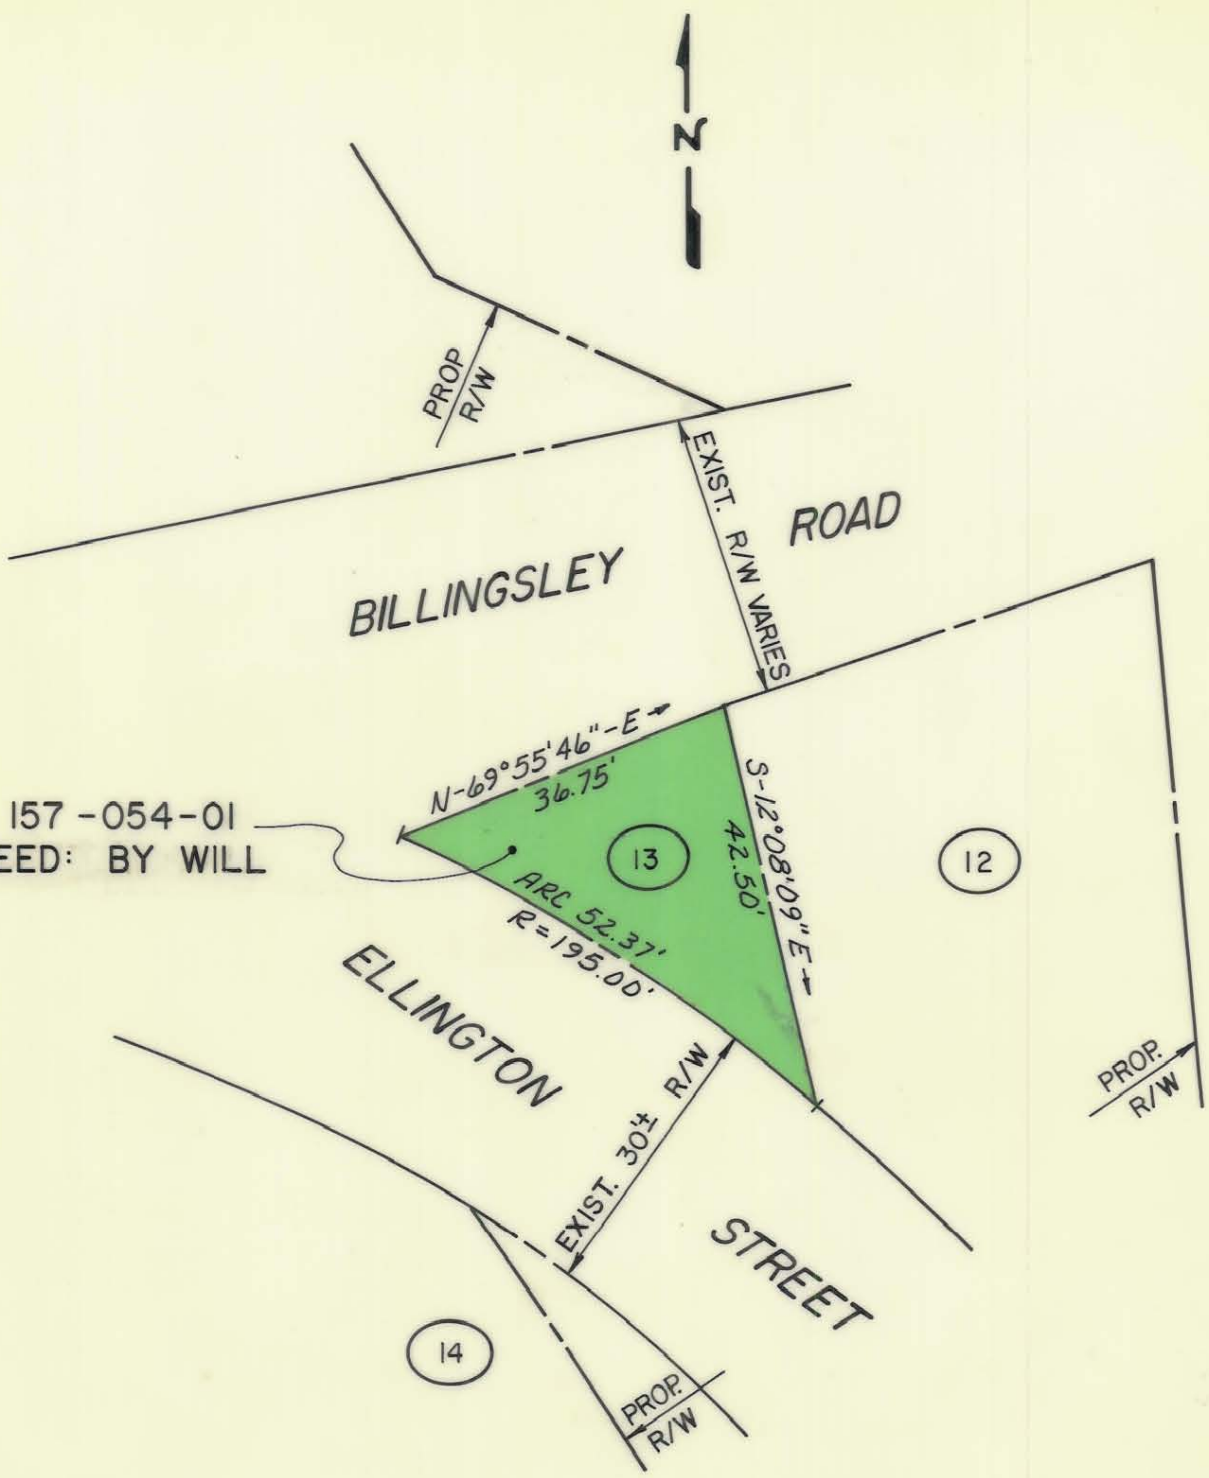 N
PROP
R/W
EXIST. R/W VARIES
ROAD
BILLINGSLEY
N-69°55'46"-E
36.75'
157-054-01
EED: BY WILL
13
S-12°08'09"E
42.50'
12
ARC 52.37'
R=195.00'
ELLINGTON
EXIST. 30'± R/W
PROP.
R/W
STREET
14
PROP.
R/W